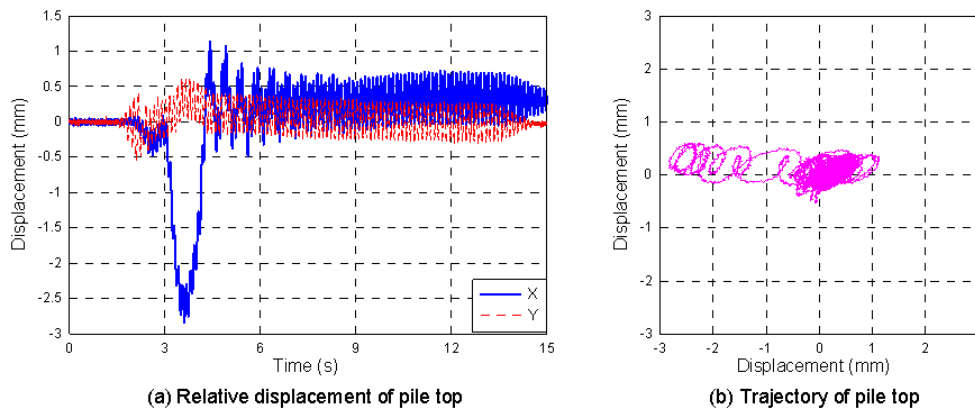 1.5
1
0.5
0
-0.5
-1
-1.5
-2
-2.5
-3
Displacement (mm)
0 3 6 9 12 15
Time (s)
X
Y
(a) Relative displacement of pile top
3
2
1
0
-1
-2
-3
Displacement (mm)
-3 -2 -1 0 1 2
Displacement (mm)
(b) Trajectory of pile top